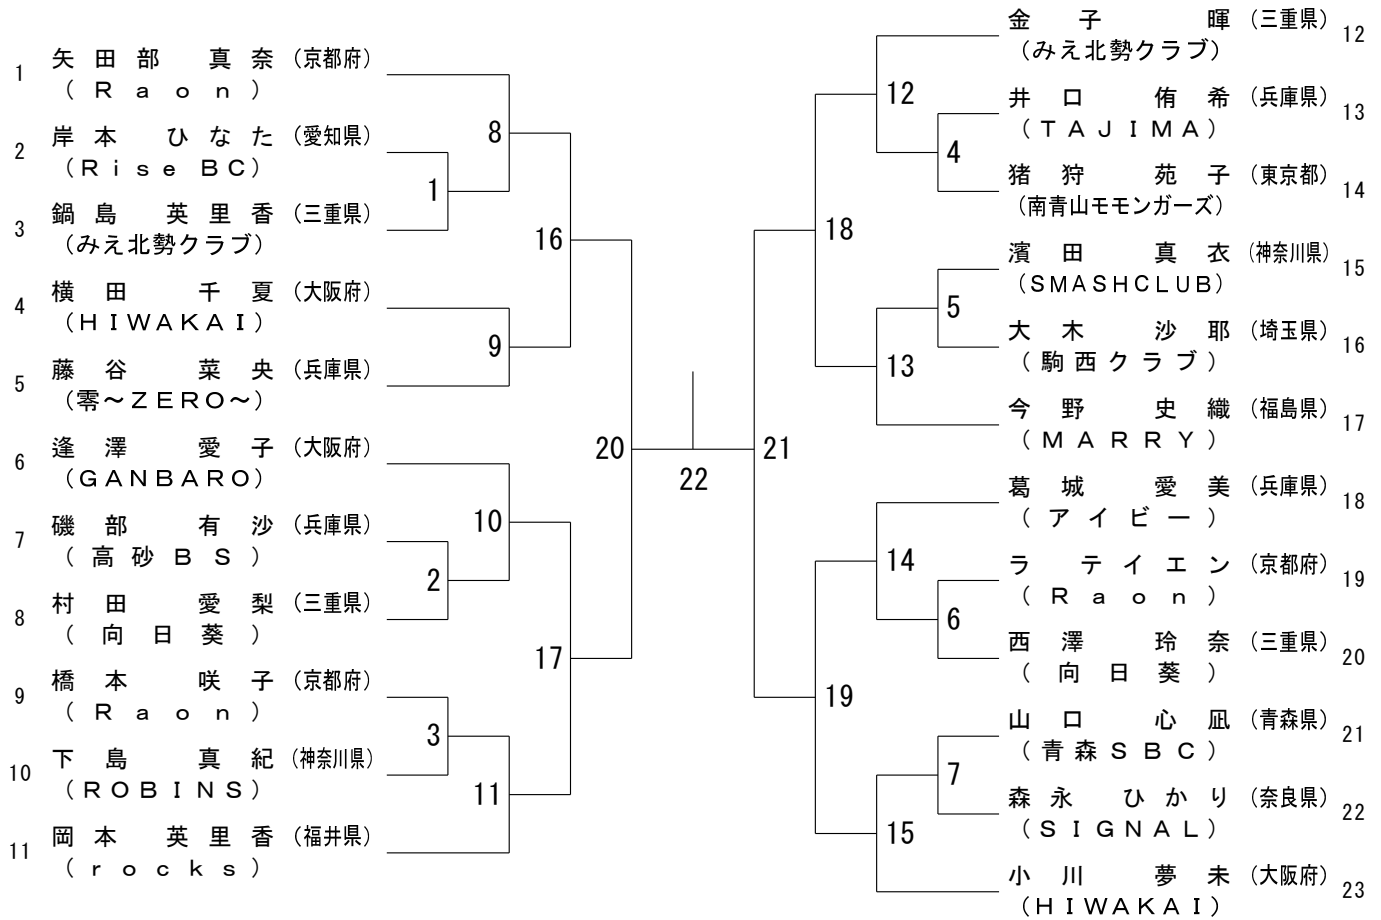 1 矢田部 真奈 (京都府)
(Raon)
2 岸本 ひなた (愛知県)
(Rise BC)
3 鍋島 英里香 (三重県)
(みえ北勢クラブ)
4 横田 千夏 (大阪府)
(HIWAKAI)
5 藤谷 菜央 (兵庫県)
(零~ZERO~)
6 逢澤 愛子 (大阪府)
(GANBARO)
7 磯部 有沙 (兵庫県)
(高砂BS)
8 村田 愛梨 (三重県)
(向日葵)
9 橋本 咲子 (京都府)
(Raon)
10 下島 真紀 (神奈川県)
(ROBINS)
11 岡本 英里香 (福井県)
(rocks)
8
1
16
9
20
10
2
17
3
11
22
21
12
4
18
5
13
14
6
19
7
15
金子 暉 (三重県) 12
(みえ北勢クラブ)
井口 侑希 (兵庫県) 13
(TAJIMA)
猪狩 苑子 (東京都) 14
(南青山モモンガーズ)
濱田 真衣 (神奈川県) 15
(SMASHCLUB)
大木 沙耶 (埼玉県) 16
(駒西クラブ)
今野 史織 (福島県) 17
(MARRY)
葛城 愛美 (兵庫県) 18
(アイビー)
ラ テイエン (京都府) 19
(Raon)
西澤 玲奈 (三重県) 20
(向日葵)
山口 心凪 (青森県) 21
(青森SBC)
森永 ひかり (奈良県) 22
(SIGNAL)
小川 夢未 (大阪府) 23
(HIWAKAI)